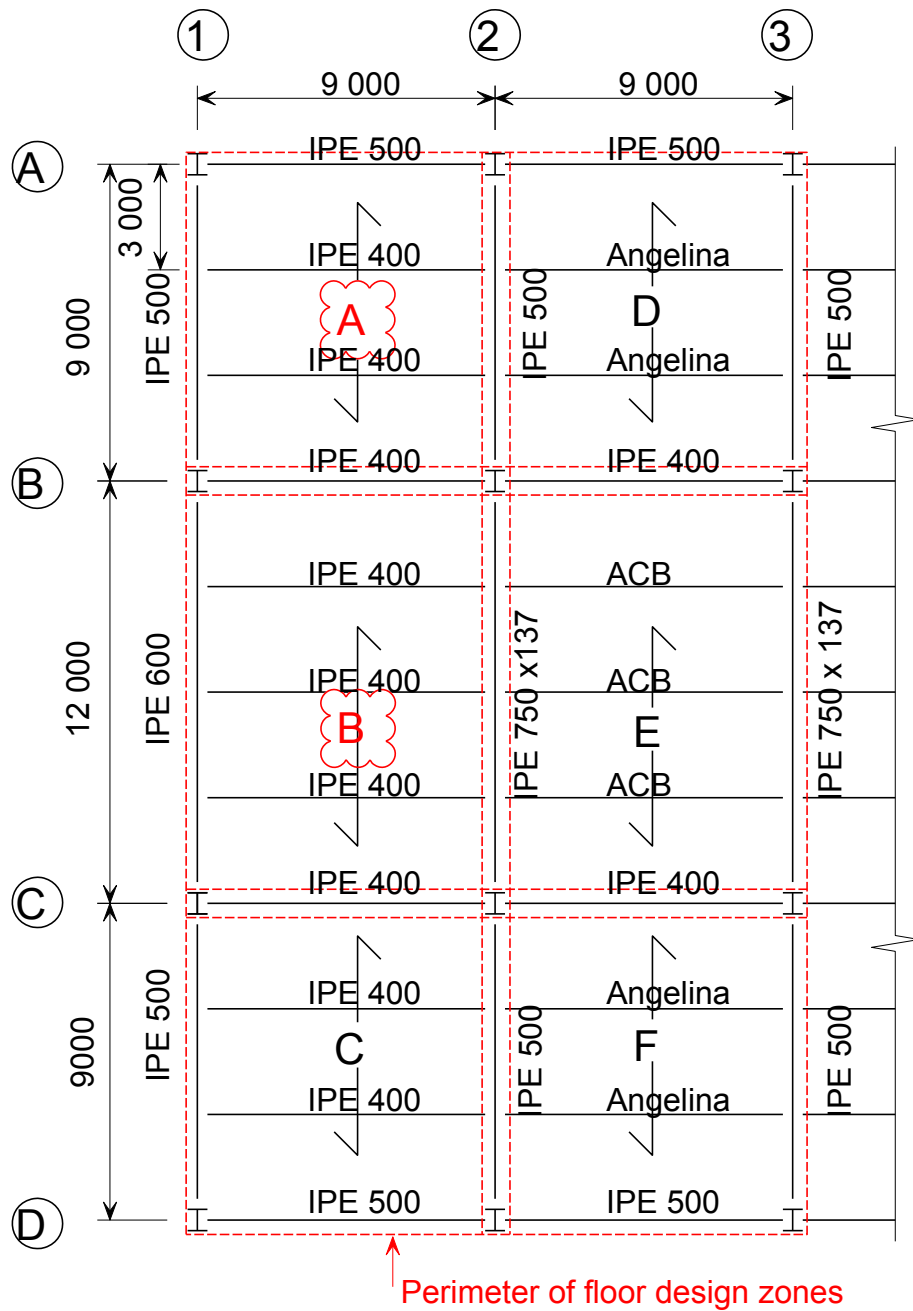 1 2 3
9 000 9 000
A
IPE 500 IPE 500
3 000
IPE 400 Angelina
9 000
IPE 500
A
IPE 500
D
IPE 500
IPE 400 Angelina
B
IPE 400 IPE 400
IPE 400 ACB
12 000
IPE 600
IPE 400
IPE 750 x137
ACB
IPE 750 x 137
B
E
IPE 400 ACB
C
IPE 400 IPE 400
IPE 400 Angelina
9000
IPE 500
C
IPE 500
F
IPE 500
IPE 400 Angelina
D
IPE 500 IPE 500
Perimeter of floor design zones